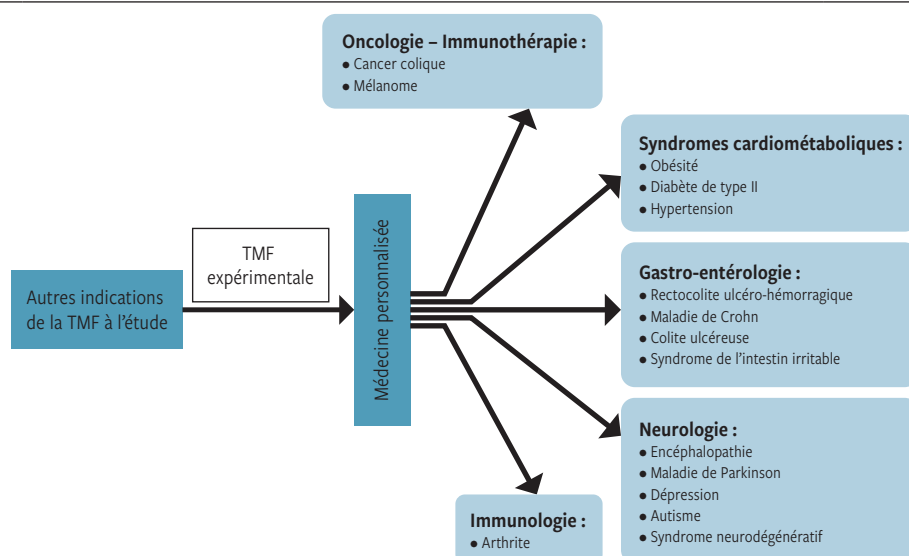 Oncologie – Immunothérapie :
● Cancer colique
● Mélanome
Syndromes cardiométaboliques :
● Obésité
● Diabète de type II
● Hypertension
TMF
expérimentale
Médecine personnalisée
Autres indications
de la TMF à l'étude
Gastro-entérologie :
● Rectocolite ulcéro-hémorragique
● Maladie de Crohn
● Colite ulcéreuse
● Syndrome de l'intestin irritable
Neurologie :
● Encéphalopathie
● Maladie de Parkinson
● Dépression
● Autisme
● Syndrome neurodégénératif
Immunologie :
● Arthrite